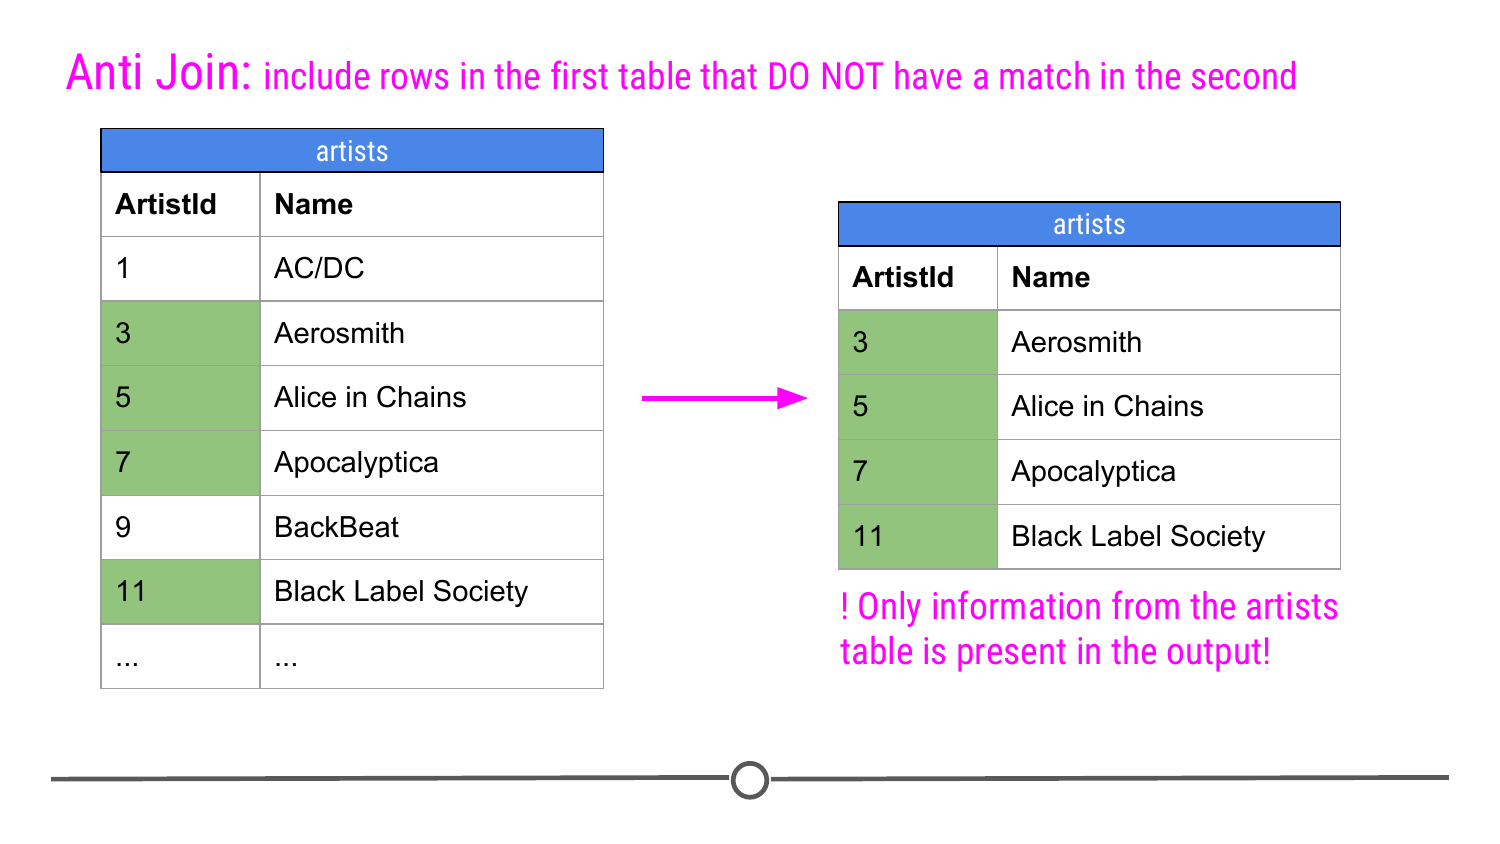 Anti Join: include rows in the first table that DO NOT have a match in the second
artists
ArtistId Name
1 AC/DC
3 Aerosmith
5 Alice in Chains
7 Apocalyptica
9 BackBeat
11 Black Label Society
... ...
artists
ArtistId Name
3 Aerosmith
5 Alice in Chains
7 Apocalyptica
11 Black Label Society
! Only information from the artists
table is present in the output!